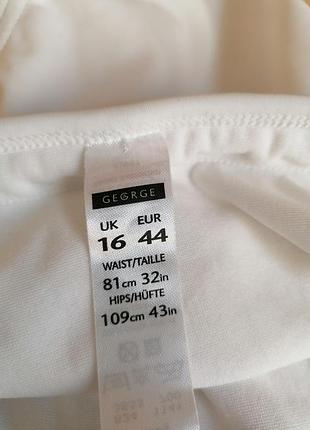 GEORGE
UK EUR
16 44
WAIST/TAILLE
81cm 32in
HIPS/HÜFTE
109cm 43in